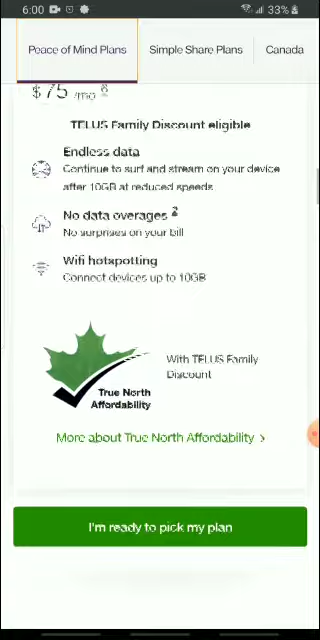 6:00
33%
Peace of Mind Plans
Simple Share Plans
Canada
$75 /mo
TELUS Family Discount eligible
Endless data
Continue to surf and stream on your device
after 10GB at reduced speeds
No data overages 2
No surprises on your bill
Wifi hotspotting
Connect devices up to 10GB
With TELUS Family
Discount
True North
Affordability
More about True North Affordability >
I'm ready to pick my plan